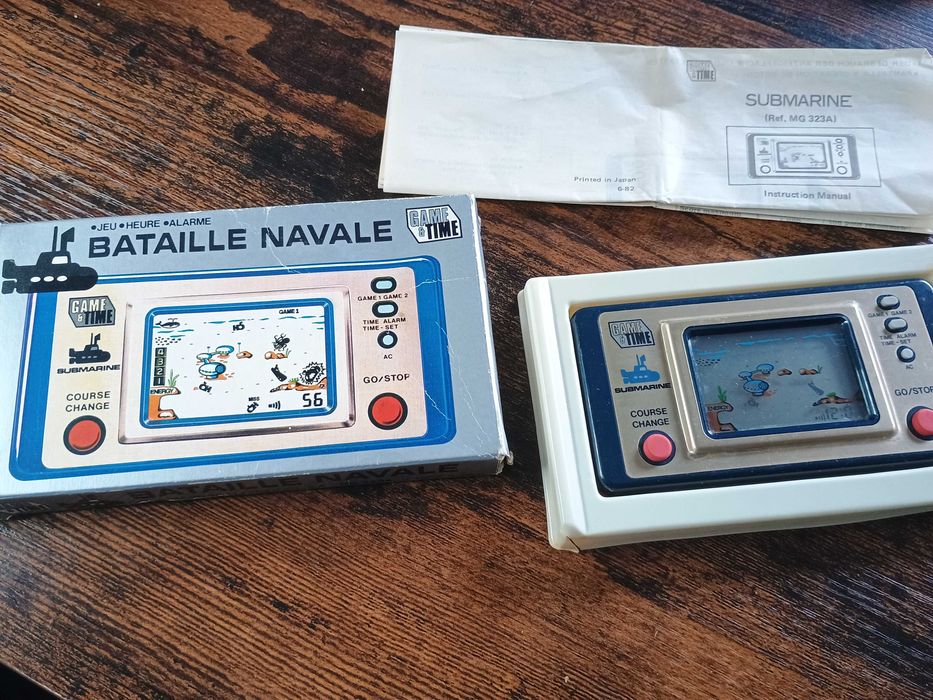 •JEU •HEURE •ALARME
BATAILLE NAVALE
GAME & TIME
GAME & TIME
SUBMARINE
COURSE
CHANGE
GAME 1
4
3
2
1
ENERGY
MISS
56
GAME 1 GAME 2
TIME ALARM
TIME-SET
AC
GO/STOP
BATAILLE NAVALE
GAME & TIME
SUBMARINE
(Ref. MG 323A)
Printed in Japan
6-82
Instruction Manual
GAME & TIME
SUBMARINE
COURSE
CHANGE
ENERGY
GAME 1 GAME 2
TIME ALARM
TIME-SET
AC
GO/STOP